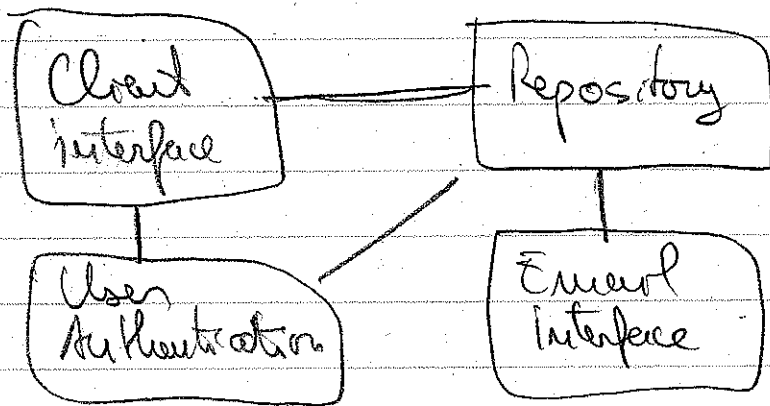 Client
interface
Repository
User
Authentication
Email
Interface